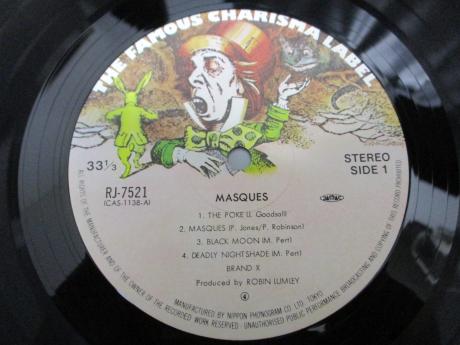 THE FAMOUS CHARISMA LABEL
33 1/3
STEREO
SIDE 1
RJ-7521
(CAS-1138-A)
MASQUES
1. THE POKE (J. Goodsall)
2. MASQUES (P. Jones/P. Robinson)
3. BLACK MOON (M. Pert)
4. DEADLY NIGHTSHADE (M. Pert)
BRAND X
Produced by ROBIN LUMLEY
4
MANUFACTURED BY NIPPON PHONOGRAM CO. LTD., TOKYO.
ALL RIGHTS OF THE MANUFACTURER AND OF THE OWNER OF THE RECORDED WORK RESERVED · UNAUTHORISED PUBLIC PERFORMANCE BROADCASTING AND COPYING OF THIS RECORD PROHIBITED